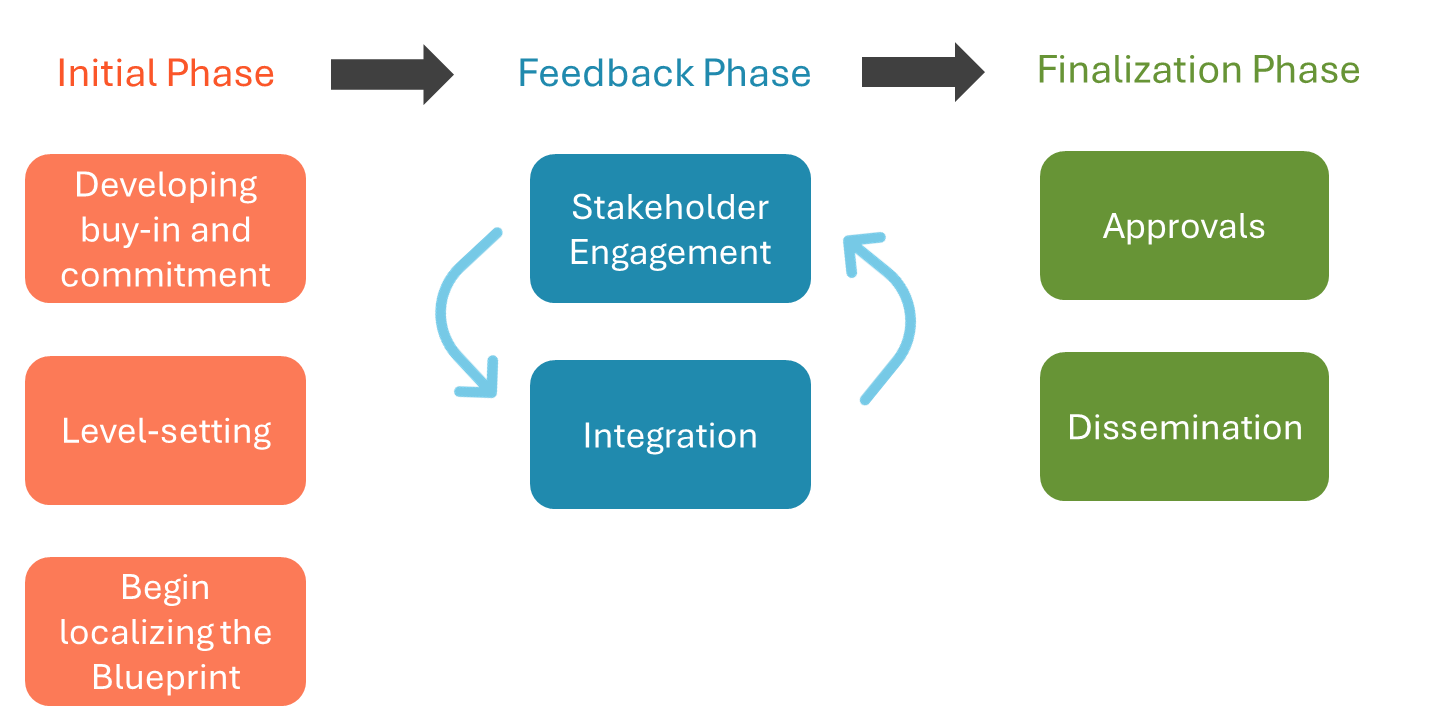 Initial Phase
Feedback Phase
Finalization Phase
Developing
buy-in and
commitment
Level-setting
Begin
localizing the
Blueprint
Stakeholder
Engagement
Integration
Approvals
Dissemination